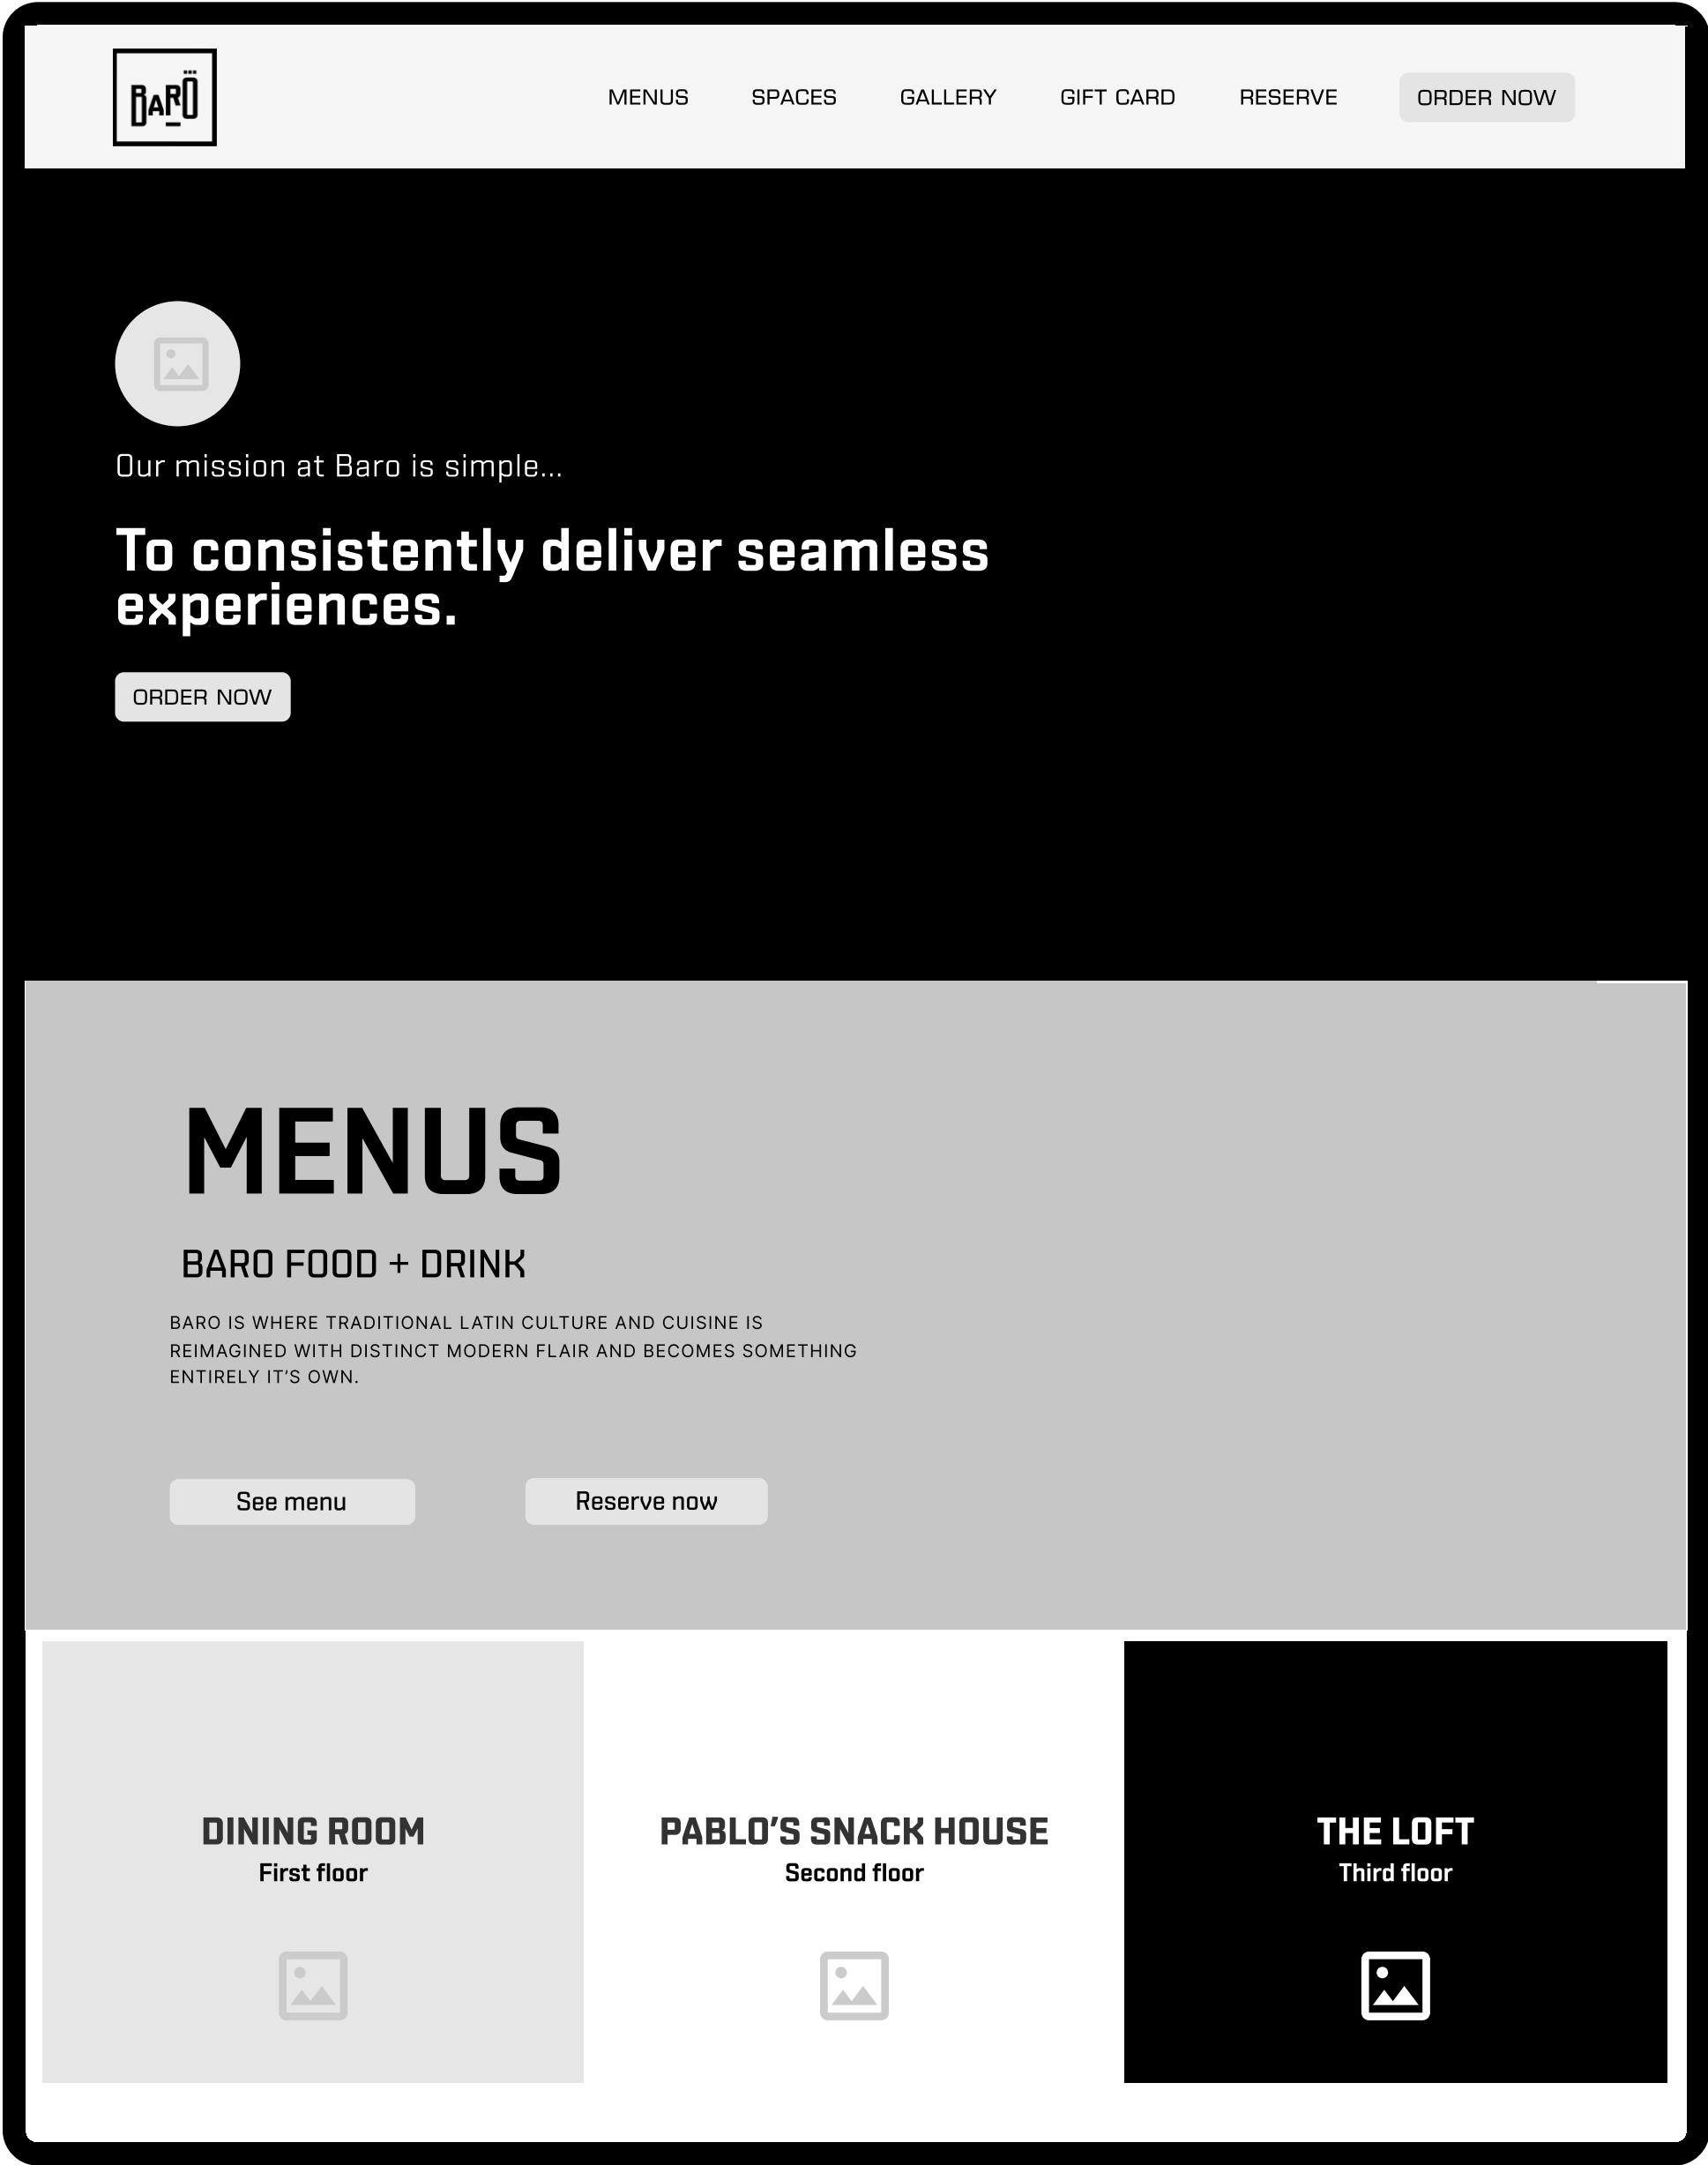 BARÖ
MENUS SPACES GALLERY GIFT CARD RESERVE ORDER NOW
Our mission at Baro is simple...
To consistently deliver seamless
experiences.
ORDER NOW
MENUS
BARO FOOD + DRINK
BARO IS WHERE TRADITIONAL LATIN CULTURE AND CUISINE IS
REIMAGINED WITH DISTINCT MODERN FLAIR AND BECOMES SOMETHING
ENTIRELY IT’S OWN.
See menu Reserve now
DINING ROOM
First floor
PABLO’S SNACK HOUSE
Second floor
THE LOFT
Third floor